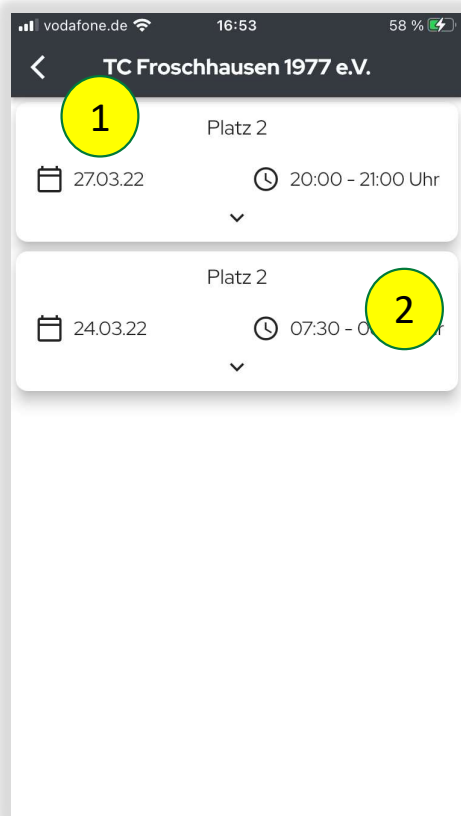 vodafone.de 16:53 58 %
TC Froschhausen 1977 e.V.
1
Platz 2
27.03.22 20:00 - 21:00 Uhr
Platz 2
2
24.03.22 07:30 -